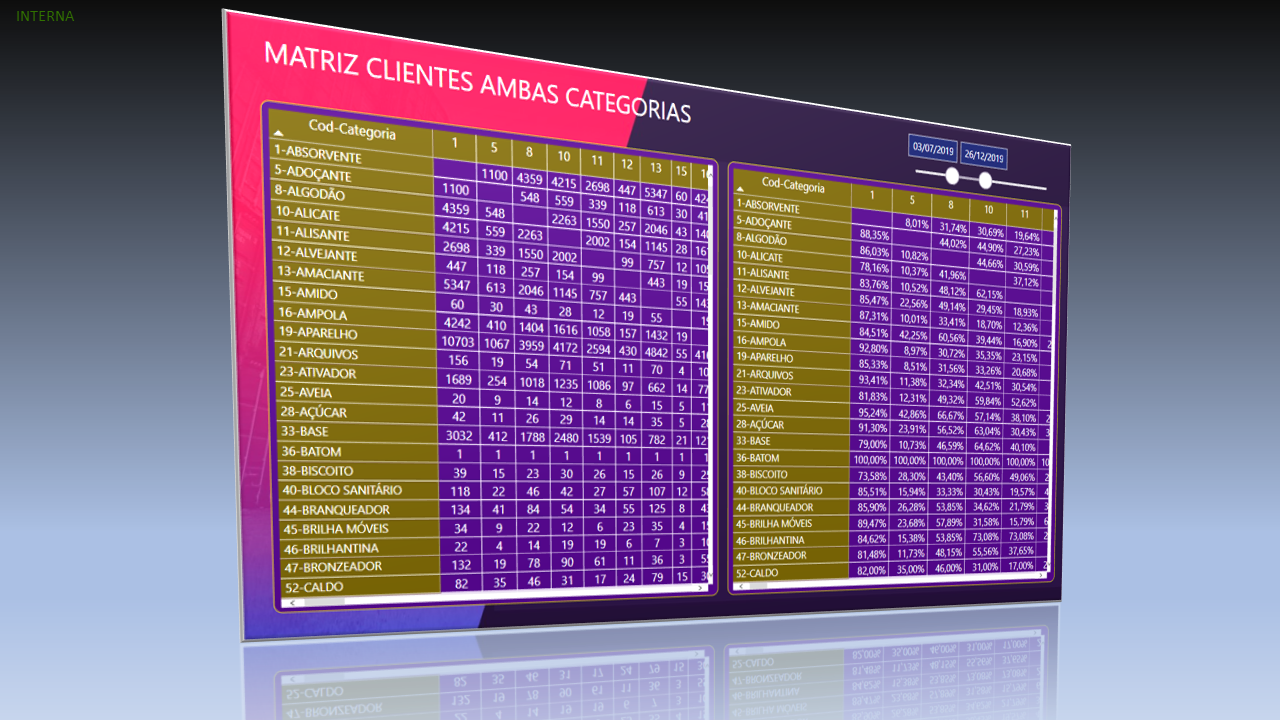 INTERNA
MATRIZ CLIENTES AMBAS CATEGORIAS
Cod-Categoria 1 5 8 10 11 12 13 15
1-ABSORVENTE 1100 4359 4215 2698 447 5347 60
5-ADOÇANTE 1100 548 559 339 118 613 30
8-ALGODÃO 4359 548 2263 1550 257 2046 43
10-ALICATE 4215 559 2263 2002 154 1145 28
11-ALISANTE 2698 339 1550 2002 99 757 12
12-ALVEJANTE 447 118 257 154 99 443 19
13-AMACIANTE 5347 613 2046 1145 757 443 55
15-AMIDO 60 30 43 28 12 19 55
16-AMPOLA 4242 410 1404 1616 1058 157 1432 19
19-APARELHO 10703 1067 3959 4172 2594 430 4842 55
21-ARQUIVOS 156 19 54 71 51 11 70 4
23-ATIVADOR 1689 254 1018 1235 1086 97 662 14
25-AVEIA 20 9 14 12 8 6 15 5
28-AÇÚCAR 42 11 26 29 14 14 35 5
33-BASE 3032 412 1788 2480 1539 105 782 21
36-BATOM 1 1 1 1 1 1 1 1
38-BISCOITO 39 15 23 30 26 15 26 9
40-BLOCO SANITÁRIO 118 22 46 42 27 57 107 12
44-BRANQUEADOR 134 41 84 54 34 55 125 8
45-BRILHA MÓVEIS 34 9 22 12 6 23 35 4
46-BRILHANTINA 22 4 14 19 19 6 7 3
47-BRONZEADOR 132 19 78 90 61 11 36 3
52-CALDO 82 35 46 31 17 24 79 15
03/07/2019 26/12/2019
Cod-Categoria 1 5 8 10 11
1-ABSORVENTE 8,01% 31,74% 30,69% 19,64%
5-ADOÇANTE 88,35% 44,02% 44,90% 27,23%
8-ALGODÃO 86,03% 10,82% 44,66% 30,59%
10-ALICATE 78,16% 10,37% 41,96% 37,12%
11-ALISANTE 83,76% 10,52% 48,12% 62,15%
12-ALVEJANTE 85,47% 22,56% 49,14% 29,45% 18,93%
13-AMACIANTE 87,31% 10,01% 33,41% 18,70% 12,36%
15-AMIDO 84,51% 42,25% 60,56% 39,44% 16,90%
16-AMPOLA 92,80% 8,97% 30,72% 35,35% 23,15%
19-APARELHO 85,33% 8,51% 31,56% 33,26% 20,68%
21-ARQUIVOS 93,41% 11,38% 32,34% 42,51% 30,54%
23-ATIVADOR 81,83% 12,31% 49,32% 59,84% 52,62%
25-AVEIA 95,24% 42,86% 66,67% 57,14% 38,10%
28-AÇÚCAR 91,30% 23,91% 56,52% 63,04% 30,43%
33-BASE 79,00% 10,73% 46,59% 64,62% 40,10%
36-BATOM 100,00% 100,00% 100,00% 100,00% 100,00%
38-BISCOITO 73,58% 28,30% 43,40% 56,60% 49,06%
40-BLOCO SANITÁRIO 85,51% 15,94% 33,33% 30,43% 19,57%
44-BRANQUEADOR 85,90% 26,28% 53,85% 34,62% 21,79%
45-BRILHA MÓVEIS 89,47% 23,68% 57,89% 31,58% 15,79%
46-BRILHANTINA 84,62% 15,38% 53,85% 73,08% 73,08%
47-BRONZEADOR 81,48% 11,73% 48,15% 55,56% 37,65%
52-CALDO 82,00% 35,00% 46,00% 31,00% 17,00%